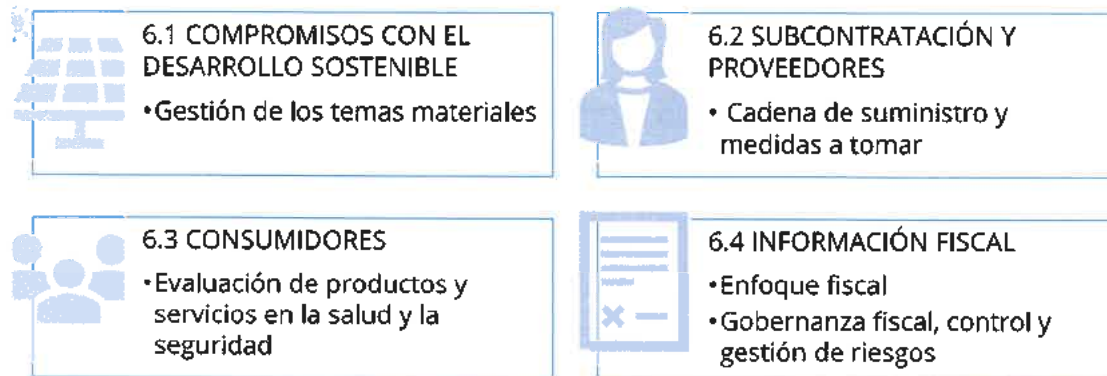 6.1 COMPROMISOS CON EL
DESARROLLO SOSTENIBLE
•Gestión de los temas materiales
6.2 SUBCONTRATACIÓN Y
PROVEEDORES
• Cadena de suministro y
medidas a tomar
6.3 CONSUMIDORES
•Evaluación de productos y
servicios en la salud y la
seguridad
6.4 INFORMACIÓN FISCAL
•Enfoque fiscal
•Gobernanza fiscal, control y
gestión de riesgos